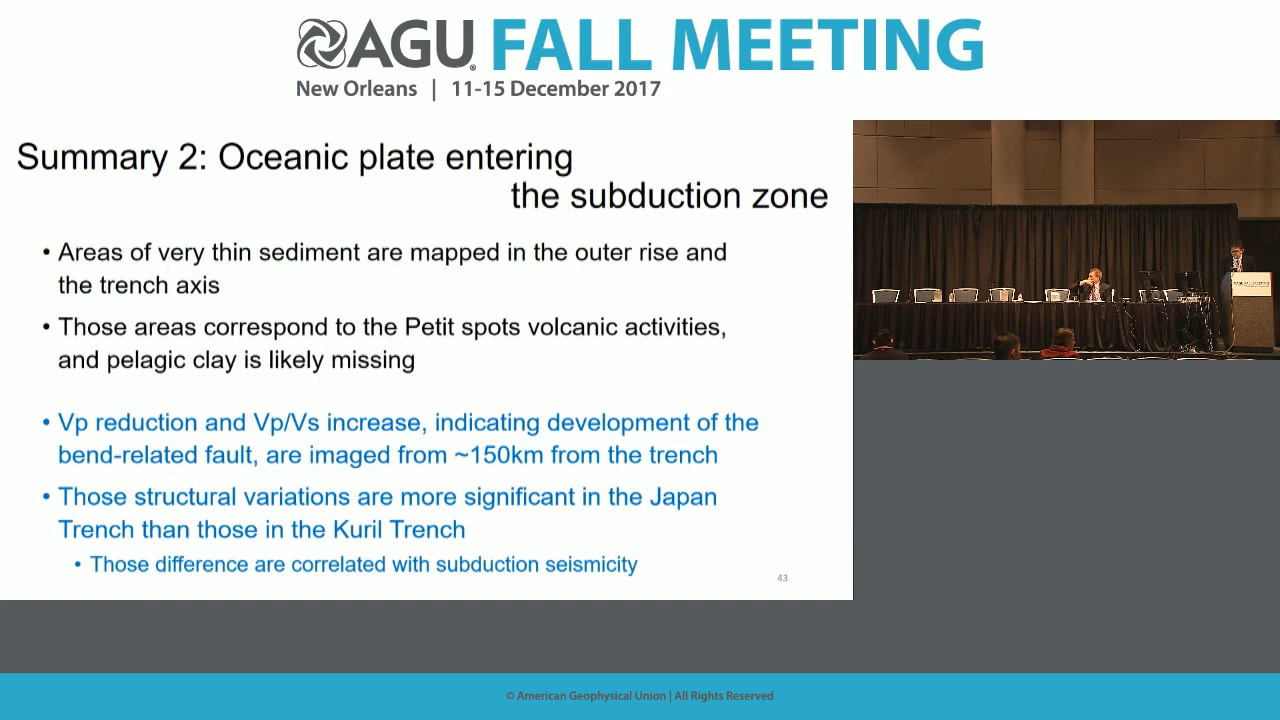 AGU FALL MEETING
New Orleans | 11-15 December 2017
Summary 2: Oceanic plate entering
the subduction zone
• Areas of very thin sediment are mapped in the outer rise and
the trench axis
• Those areas correspond to the Petit spots volcanic activities,
and pelagic clay is likely missing
• Vp reduction and Vp/Vs increase, indicating development of the
bend-related fault, are imaged from ~150km from the trench
• Those structural variations are more significant in the Japan
Trench than those in the Kuril Trench
• Those difference are correlated with subduction seismicity
43
AGU FALL MEETING
© American Geophysical Union | All Rights Reserved